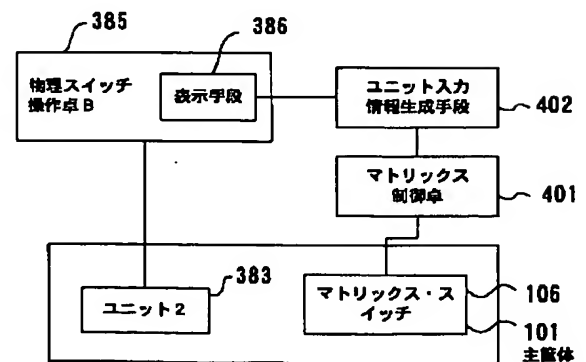 385
386
物理スイッチ
操作卓B
表示手段
ユニット入力
情報生成手段
402
マトリックス
制御卓
401
383
ユニット2
マトリックス・ス
イッチ
106
101
主筐体